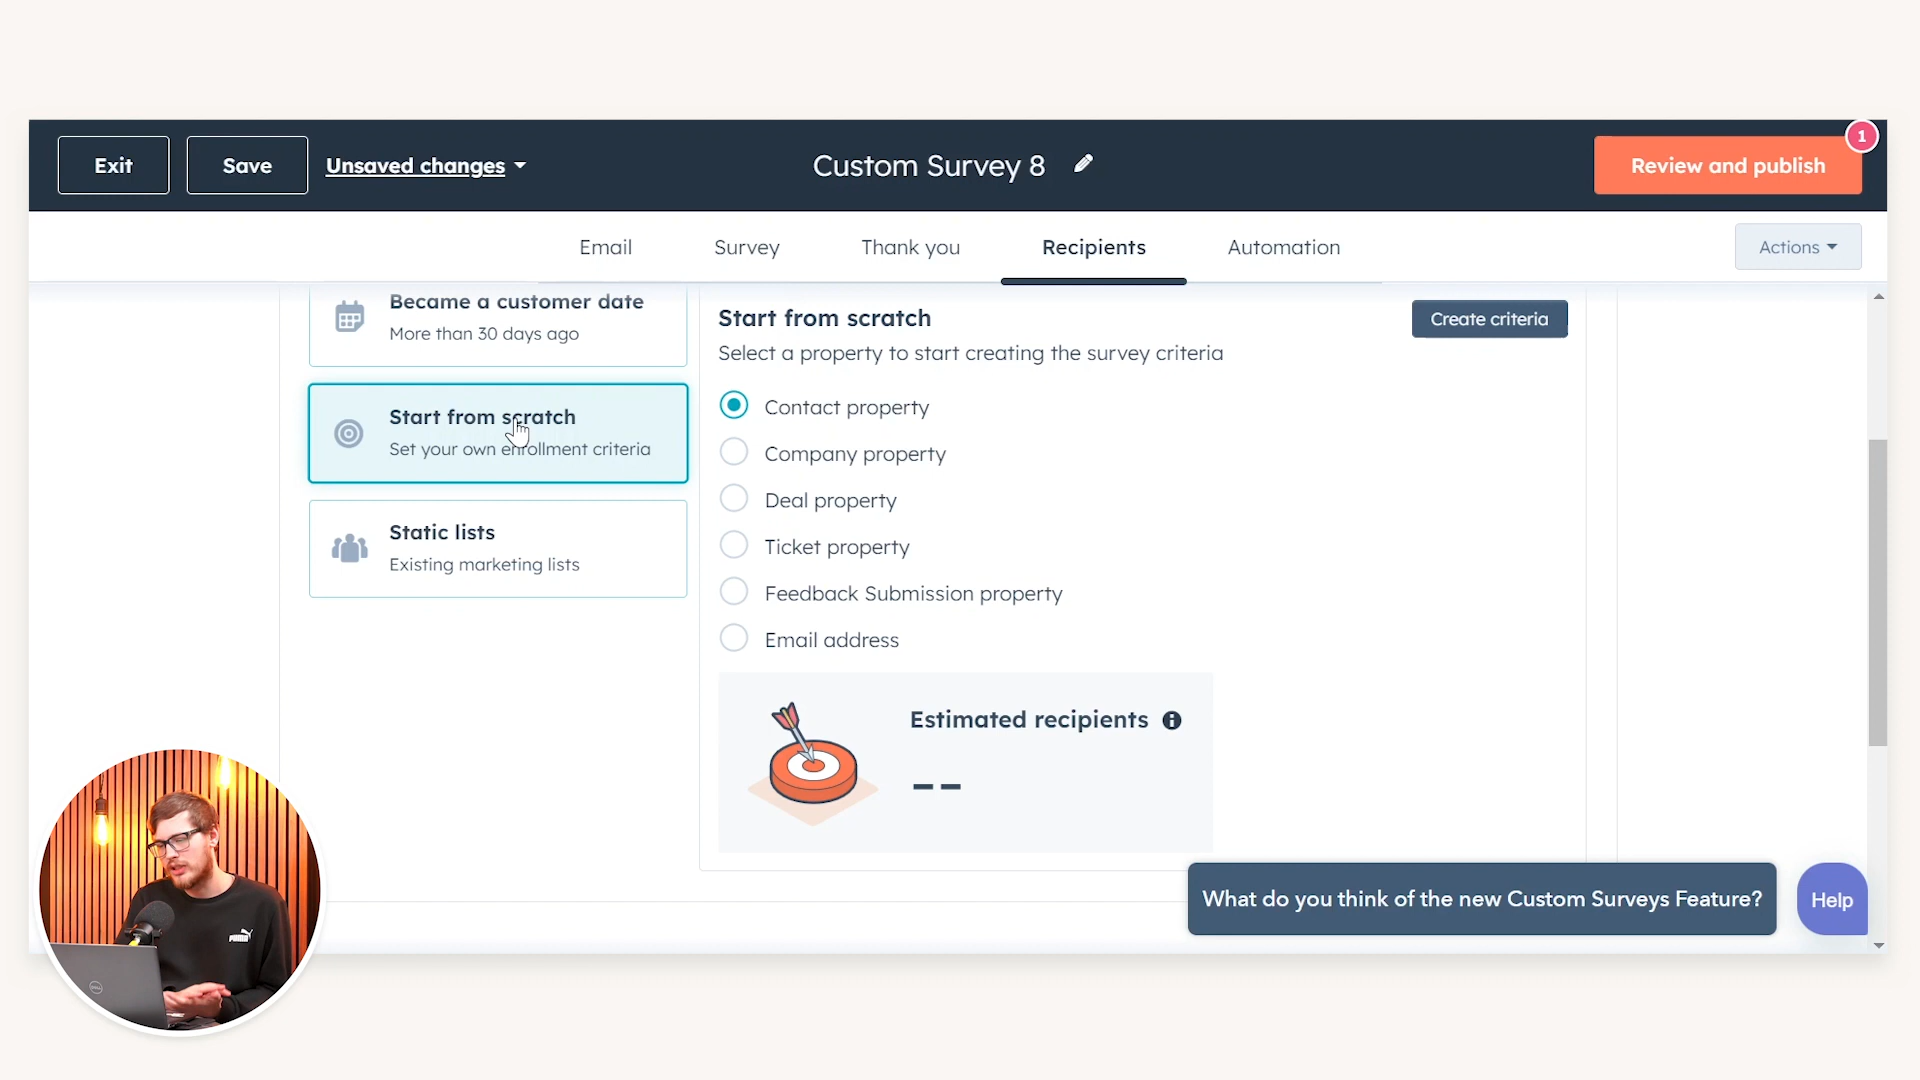 Exit
Save
Unsaved changes
Custom Survey 8
Review and publish
1
Email
Survey
Thank you
Recipients
Automation
Actions
Became a customer date
More than 30 days ago
Start from scratch
Set your own enrollment criteria
Static lists
Existing marketing lists
Start from scratch
Create criteria
Select a property to start creating the survey criteria
Contact property
Company property
Deal property
Ticket property
Feedback Submission property
Email address
Estimated recipients
--
What do you think of the new Custom Surveys Feature?
Help
PUMA
DELL